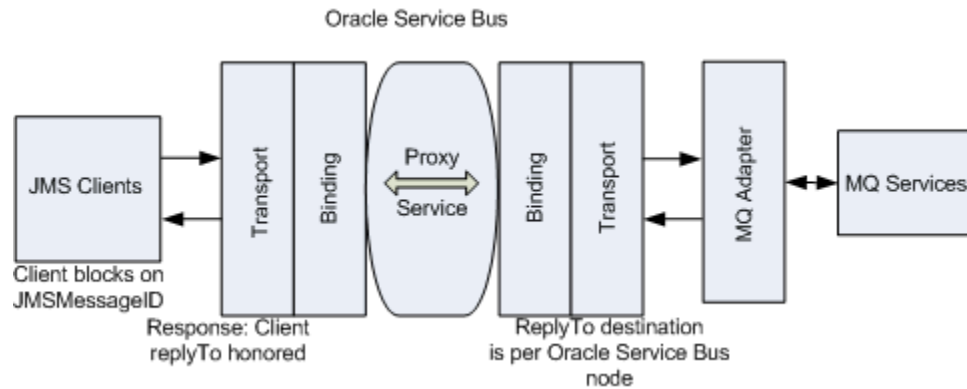 Oracle Service Bus
JMS Clients
Client blocks on
JMSMessageID
Transport
Binding
Response: Client
replyTo honored
Proxy
Service
Binding
Transport
ReplyTo destination
is per Oracle Service Bus
node
MQ Adapter
MQ Services